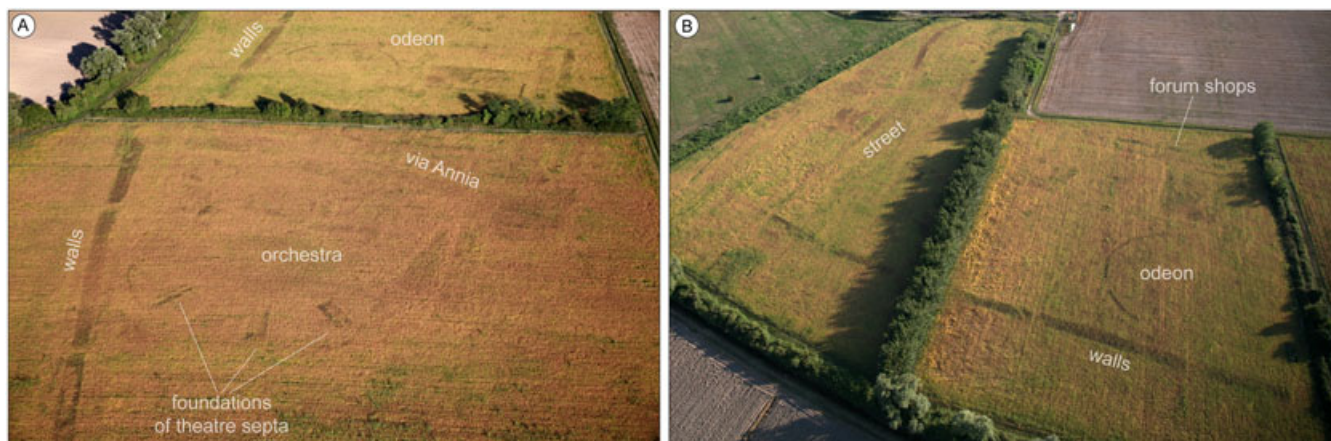 A
walls
odeon
via Annia
walls
orchestra
foundations
of theatre septa
B
forum shops
street
odeon
walls